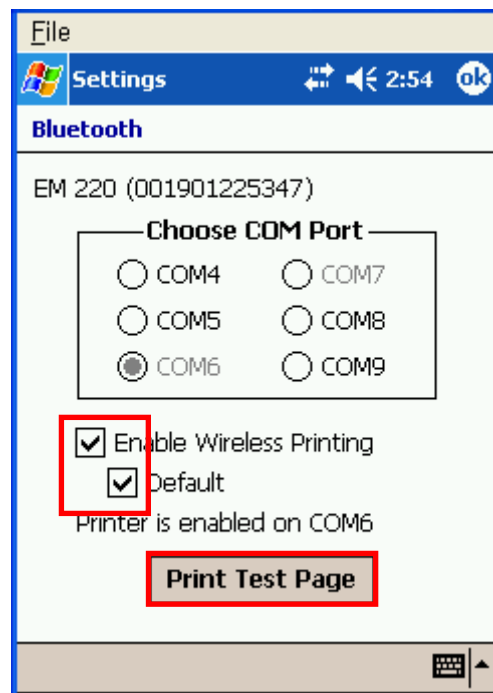 File
Settings 2:54 ok
Bluetooth
EM 220 (001901225347)
Choose COM Port
COM4 COM7
COM5 COM8
COM6 COM9
Enable Wireless Printing
Default
Printer is enabled on COM6
Print Test Page